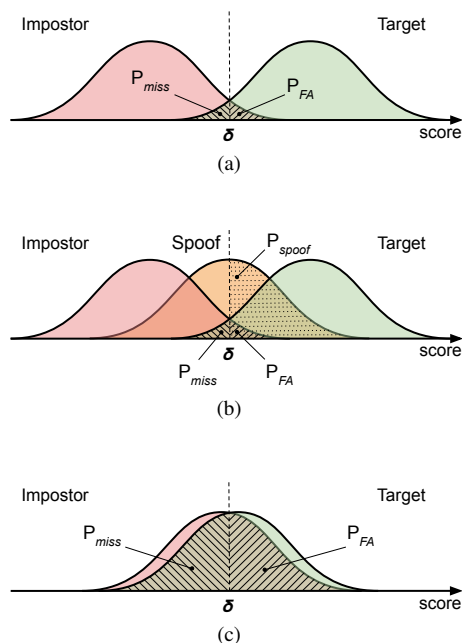 Impostor Target
P_miss P_FA
δ score
(a)
Impostor Spoof P_spoof Target
δ score
P_miss P_FA
(b)
Impostor Target
P_miss P_FA
δ score
(c)